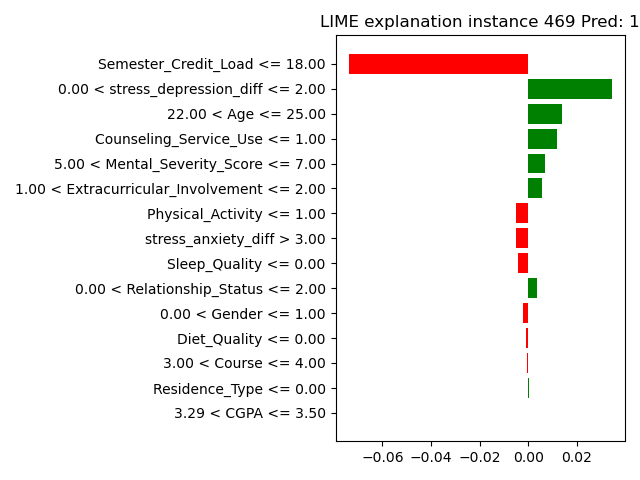 LIME explanation instance 469 Pred: 1
Semester_Credit_Load <= 18.00
0.00 < stress_depression_diff <= 2.00
22.00 < Age <= 25.00
Counseling_Service_Use <= 1.00
5.00 < Mental_Severity_Score <= 7.00
1.00 < Extracurricular_Involvement <= 2.00
Physical_Activity <= 1.00
stress_anxiety_diff > 3.00
Sleep_Quality <= 0.00
0.00 < Relationship_Status <= 2.00
0.00 < Gender <= 1.00
Diet_Quality <= 0.00
3.00 < Course <= 4.00
Residence_Type <= 0.00
3.29 < CGPA <= 3.50
−0.06 −0.04 −0.02 0.00 0.02